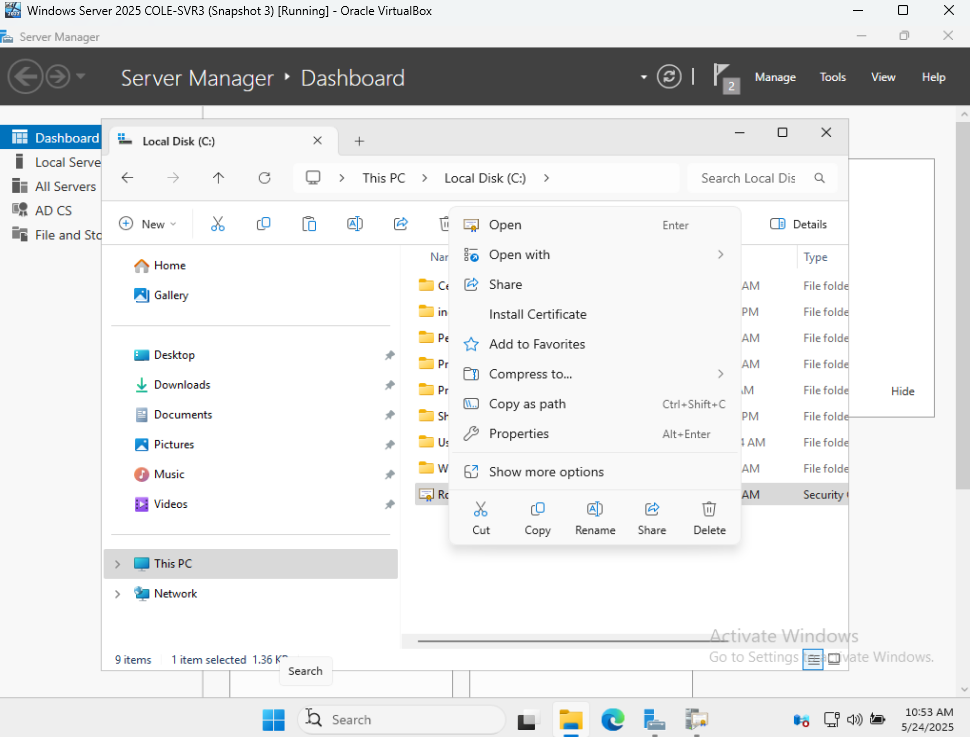 Windows Server 2025 COLE-SVR3 (Snapshot 3) [Running] - Oracle VirtualBox
Server Manager
Server Manager ‣ Dashboard
2
Manage Tools View Help
Dashboard
Local Serve
All Servers
AD CS
File and Sto
Hide
Local Disk (C:)
This PC > Local Disk (C:) >
Search Local Dis
New
Details
Home
Gallery
Desktop
Downloads
Documents
Pictures
Music
Videos
This PC
Network
Nar
Type
Ce AM File folde
in PM File folde
Pe AM File folde
Pr AM File folde
Pr AM File folde
Sh PM File folde
Us AM File folde
W AM File folde
Ro AM Security
Open Enter
Open with
Share
Install Certificate
Add to Favorites
Compress to...
Copy as path Ctrl+Shift+C
Properties Alt+Enter
Show more options
Cut Copy Rename Share Delete
9 items 1 item selected 1.36 KB
Search
Activate Windows
Go to Settings to activate Windows.
Search
10:53 AM
5/24/2025